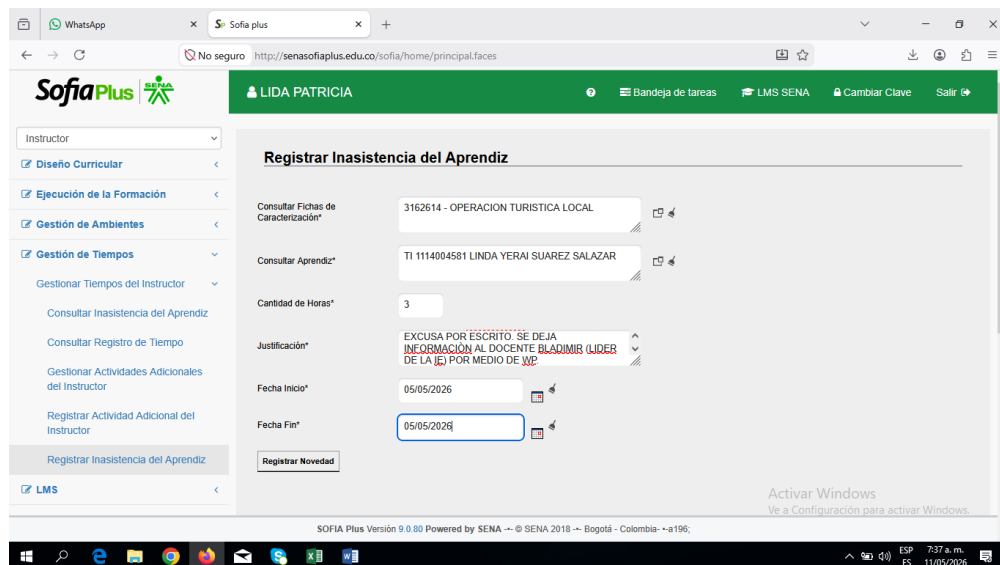 WhatsApp
Sofia plus
No seguro http://senasofiaplus.edu.co/sofia/home/principal.faces
SofiaPlus SENA
LIDA PATRICIA
Bandeja de tareas
LMS SENA
Cambiar Clave
Salir
Instructor
Diseño Curricular
Ejecución de la Formación
Gestión de Ambientes
Gestión de Tiempos
Gestionar Tiempos del Instructor
Consultar Inasistencia del Aprendiz
Consultar Registro de Tiempo
Gestionar Actividades Adicionales
del Instructor
Registrar Actividad Adicional del
Instructor
Registrar Inasistencia del Aprendiz
LMS
Registrar Inasistencia del Aprendiz
Consultar Fichas de
Caracterización*
3162614 - OPERACION TURISTICA LOCAL
Consultar Aprendiz*
TI 1114004581 LINDA YERAI SUAREZ SALAZAR
Cantidad de Horas*
3
Justificación*
EXCUSA POR ESCRITO. SE DEJA
INFORMACIÓN AL DOCENTE BLADIMIR (LIDER
DE LA IE) POR MEDIO DE WP.
Fecha Inicio*
05/05/2026
Fecha Fin*
05/05/2026
Registrar Novedad
Activar Windows
Ve a Configuración para activar Windows.
SOFIA Plus Versión 9.0.80 Powered by SENA -•- © SENA 2018 -•- Bogotá - Colombia- •-a196;
ESP
ES
7:37 a. m.
11/05/2026